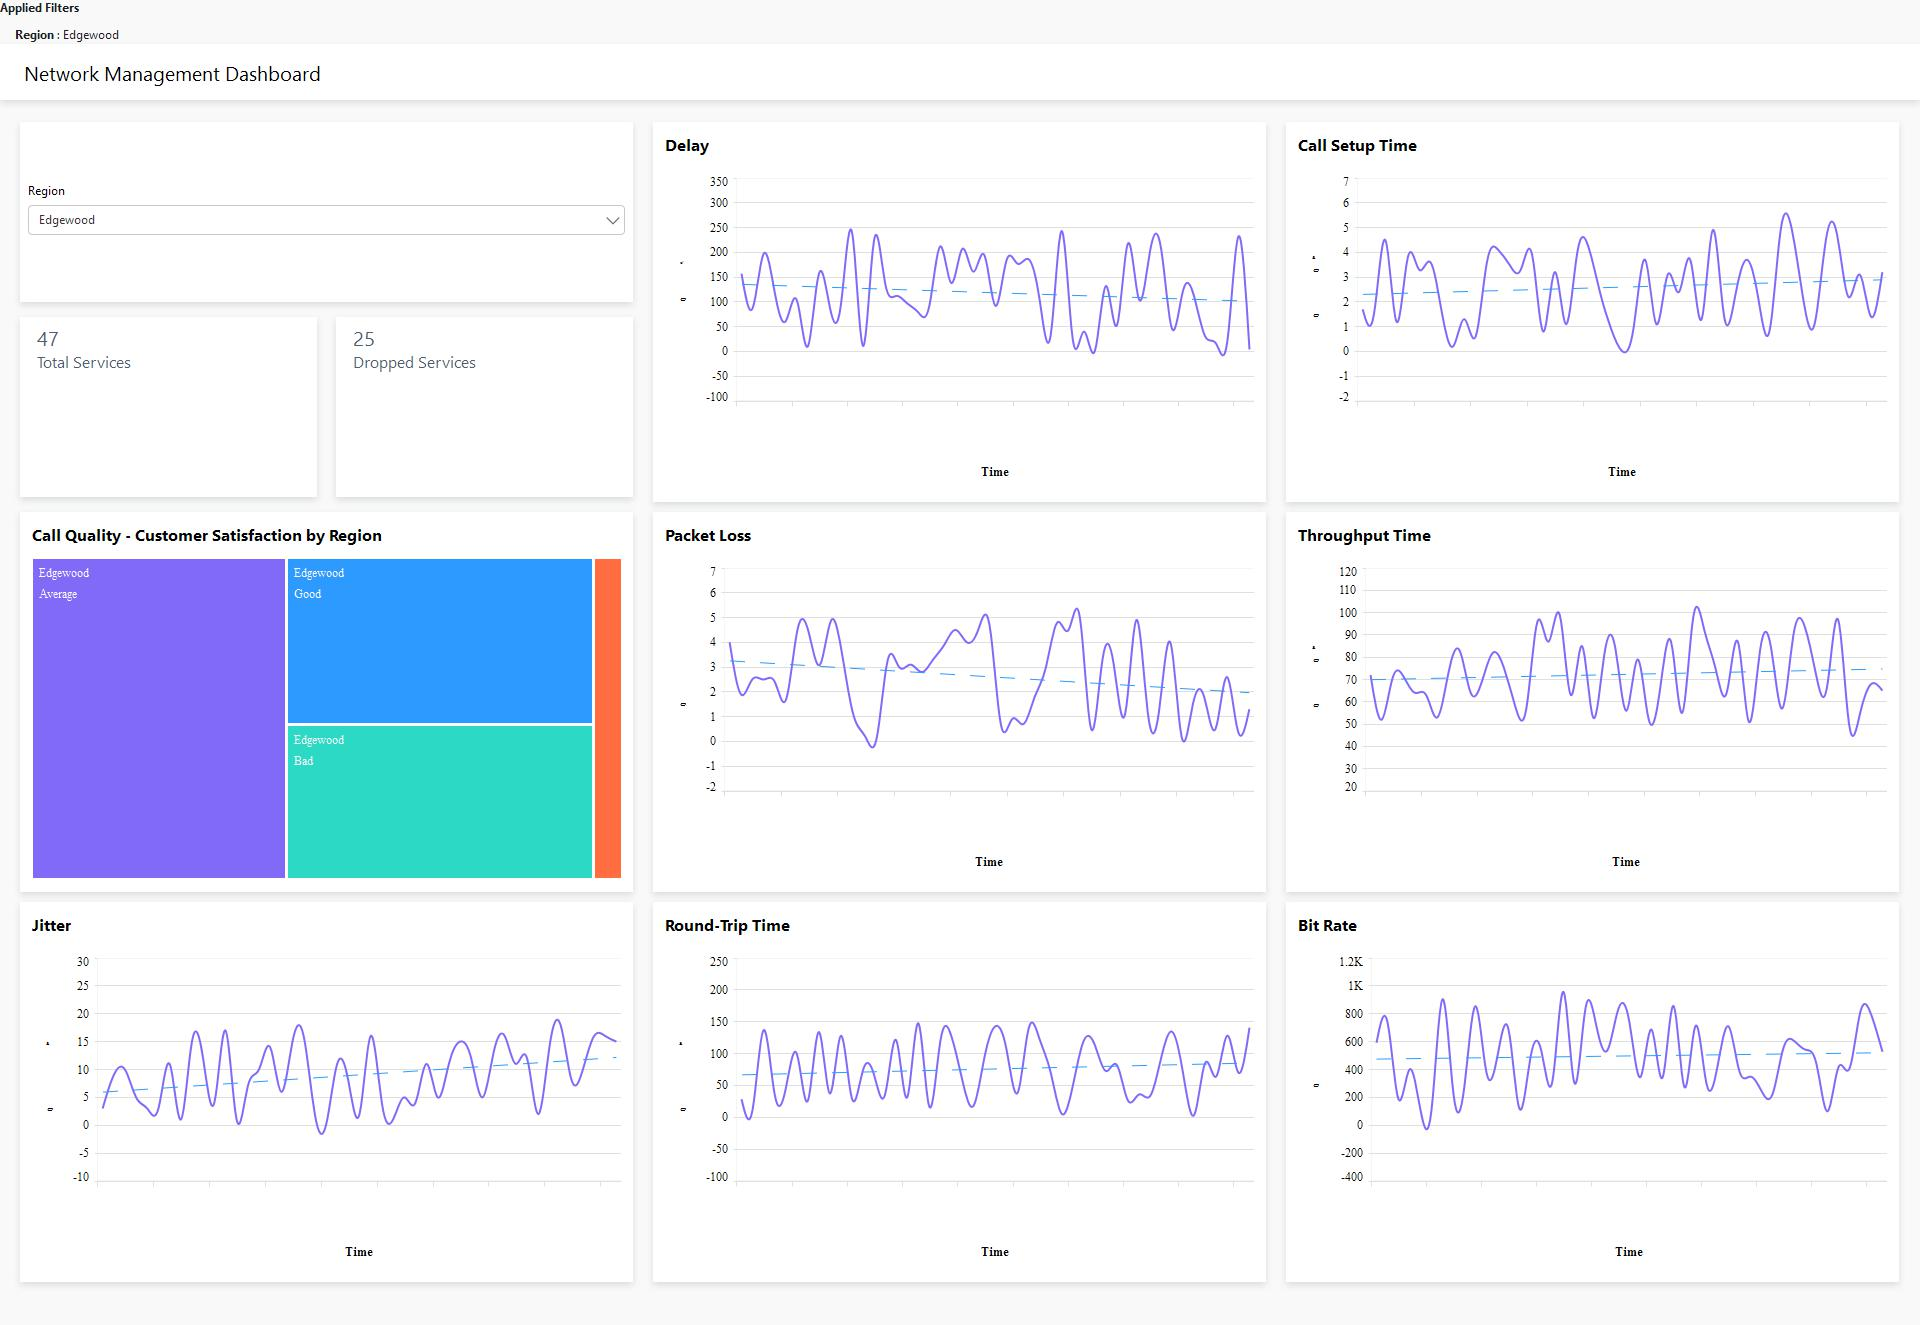 Applied Filters
Region : Edgewood
Network Management Dashboard
Region
Edgewood
47
Total Services
25
Dropped Services
Delay
350
300
250
200
150
100
50
0
-50
-100
Time
Call Setup Time
7
6
5
4
3
2
1
0
-1
-2
Time
Call Quality - Customer Satisfaction by Region
Edgewood
Average
Edgewood
Good
Edgewood
Bad
Packet Loss
7
6
5
4
3
2
1
0
-1
-2
Time
Throughput Time
120
110
100
90
80
70
60
50
40
30
20
Time
Jitter
30
25
20
15
10
5
0
-5
-10
Time
Round-Trip Time
250
200
150
100
50
0
-50
-100
Time
Bit Rate
1.2K
1K
800
600
400
200
0
-200
-400
Time